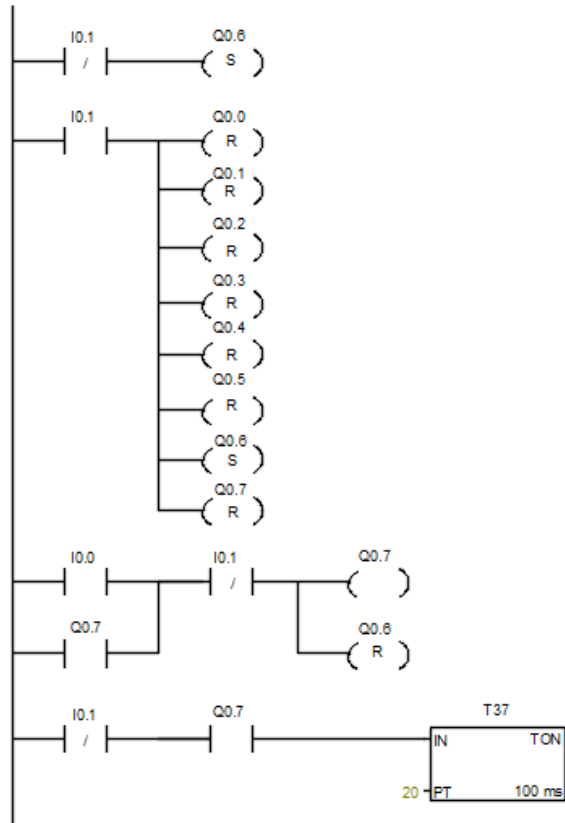 I0.1 Q0.6
/ S
I0.1 Q0.0
R
Q0.1
R
Q0.2
R
Q0.3
R
Q0.4
R
Q0.5
R
Q0.6
S
Q0.7
R
I0.0 I0.1 Q0.7
/
Q0.7 Q0.6
R
I0.1 Q0.7 T37
/ IN TON
20 PT 100 ms